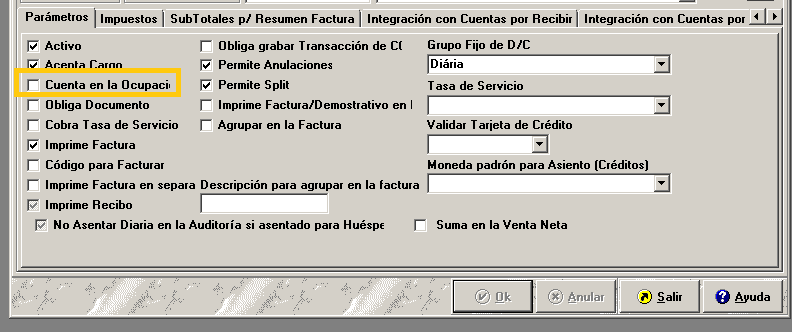 Parámetros Impuestos SubTotales p/ Resumen Factura Integración con Cuentas por Recibir Integración con Cuentas por
Activo
Acepta Cargo
Cuenta en la Ocupaci
Obliga Documento
Cobra Tasa de Servicio
Imprime Factura
Código para Facturar
Imprime Factura en separa
Imprime Recibo
No Asentar Diaria en la Auditoría si asentado para Huéspe
Obliga grabar Transacción de C
Permite Anulaciones
Permite Split
Imprime Factura/Demostrativo en
Agrupar en la Factura
Descripción para agrupar en la factura
Suma en la Venta Neta
Grupo Fijo de D/C
Diária
Tasa de Servicio
Validar Tarjeta de Crédito
Moneda padrón para Asiento (Créditos)
Ok Anular Salir Ayuda